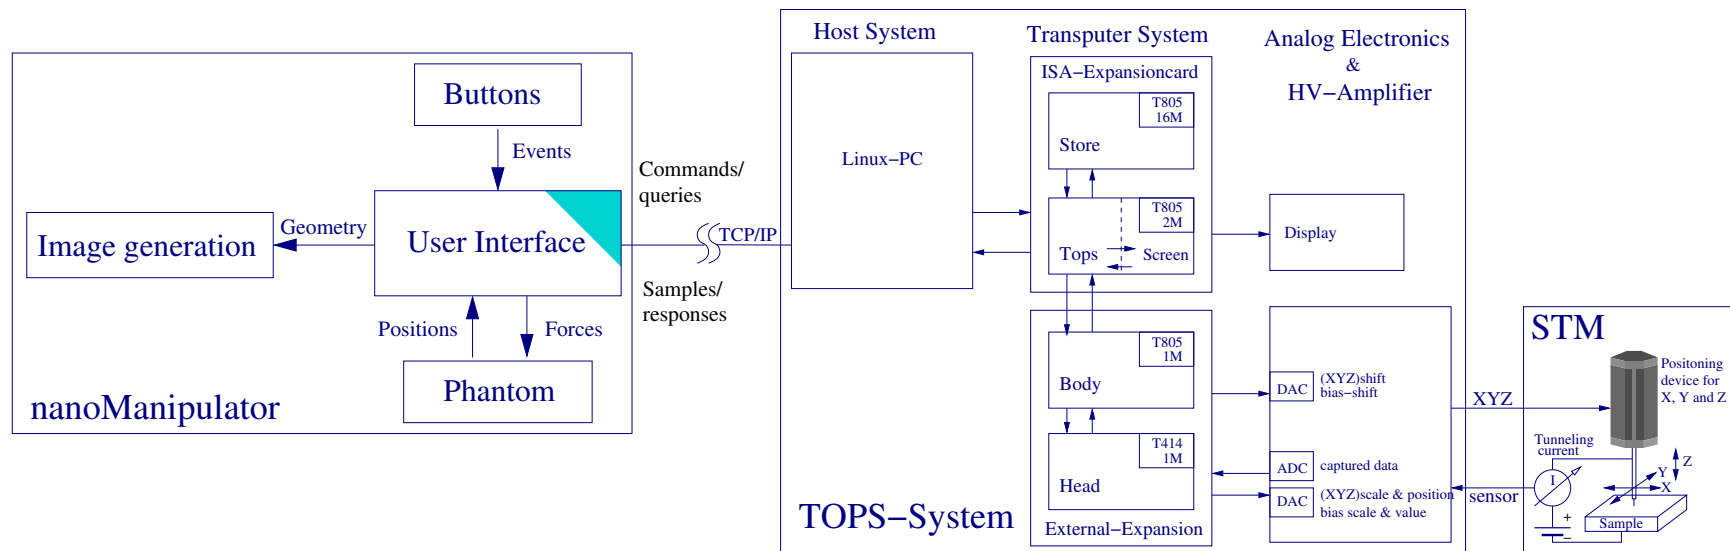 Buttons
Events
Image generation
Geometry
User Interface
Positions
Forces
Phantom
nanoManipulator
Commands/
queries
TCP/IP
Samples/
responses
Host System
Linux−PC
Transputer System
ISA−Expansioncard
T805
16M
Store
T805
2M
Tops
Screen
T805
1M
Body
T414
1M
Head
External−Expansion
TOPS−System
Analog Electronics
&
HV−Amplifier
Display
DAC
(XYZ)shift
bias−shift
ADC
captured data
DAC
(XYZ)scale & position
bias scale & value
XYZ
sensor
STM
Positoning
device for
X, Y and Z
Tunneling
current
I
Z
Y
X
+
−
Sample